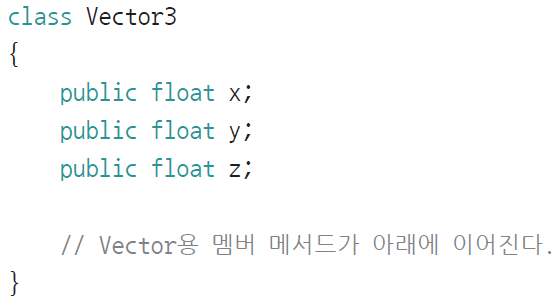 class Vector3
{
    public float x;
    public float y;
    public float z;

    // Vector용 멤버 메서드가 아래에 이어진다.
}